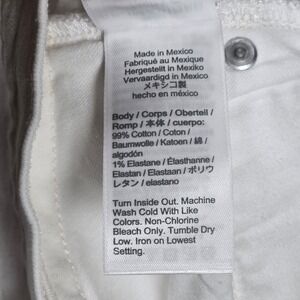 Made in Mexico
Fabriqué au Mexique
Hergestellt in Mexiko
Vervaardigd in Mexico
メキシコ製
hecho en méxico
Body / Corps / Oberteil /
Romp / 本体 / cuerpo:
99% Cotton / Coton /
Baumwolle / Katoen / 綿 /
algodón
1% Elastane / Élasthanne /
Elastan / Elastaan / ポリウ
レタン / elastano
Turn Inside Out. Machine
Wash Cold With Like
Colors. Non-Chlorine
Bleach Only. Tumble Dry
Low. Iron on Lowest
Setting.